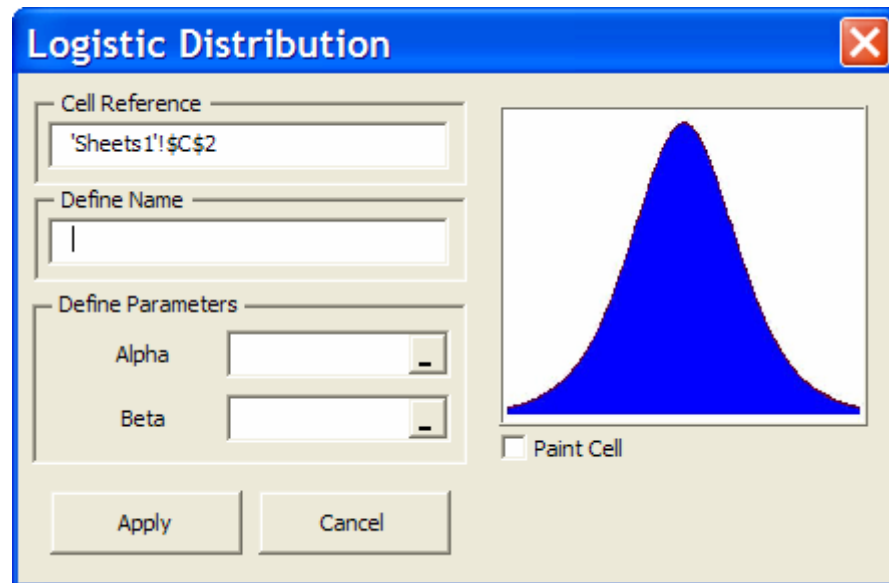 Logistic Distribution
Cell Reference
'Sheets1'!$C$2
Define Name
Define Parameters
Alpha
Beta
Paint Cell
Apply
Cancel